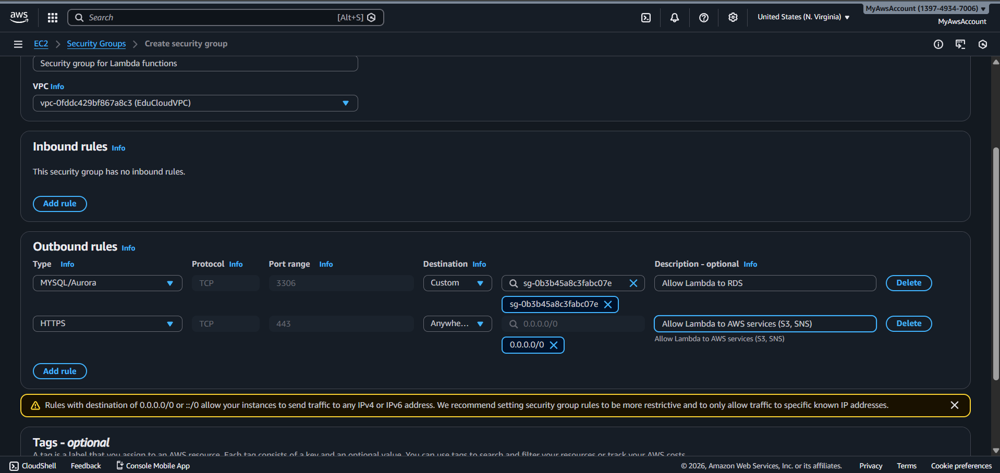 MyAwsAccount (1397-4934-7006)
aws
Search
[Alt+S]
United States (N. Virginia)
MyAwsAccount
EC2
Security Groups
Create security group
Security group for Lambda functions
VPC Info
vpc-0fddc429bf867a8c3 (EduCloudVPC)
Inbound rules Info
This security group has no inbound rules.
Add rule
Outbound rules Info
Type Info Protocol Info Port range Info Destination Info Description - optional Info
MYSQL/Aurora TCP 3306 Custom sg-0b3b45a8c3fabc07e Allow Lambda to RDS Delete
sg-0b3b45a8c3fabc07e
HTTPS TCP 443 Anywhe... 0.0.0.0/0 Allow Lambda to AWS services (S3, SNS) Delete
Allow Lambda to AWS services (S3, SNS)
0.0.0.0/0
Add rule
Rules with destination of 0.0.0.0/0 or ::/0 allow your instances to send traffic to any IPv4 or IPv6 address. We recommend setting security group rules to be more restrictive and to only allow traffic to specific known IP addresses.
Tags - optional
A tag is a label that you assign to an AWS resource. Each tag consists of a key and an optional value. You can use tags to search and filter your resources or track your AWS costs.
CloudShell Feedback Console Mobile App © 2026, Amazon Web Services, Inc. or its affiliates. Privacy Terms Cookie preferences